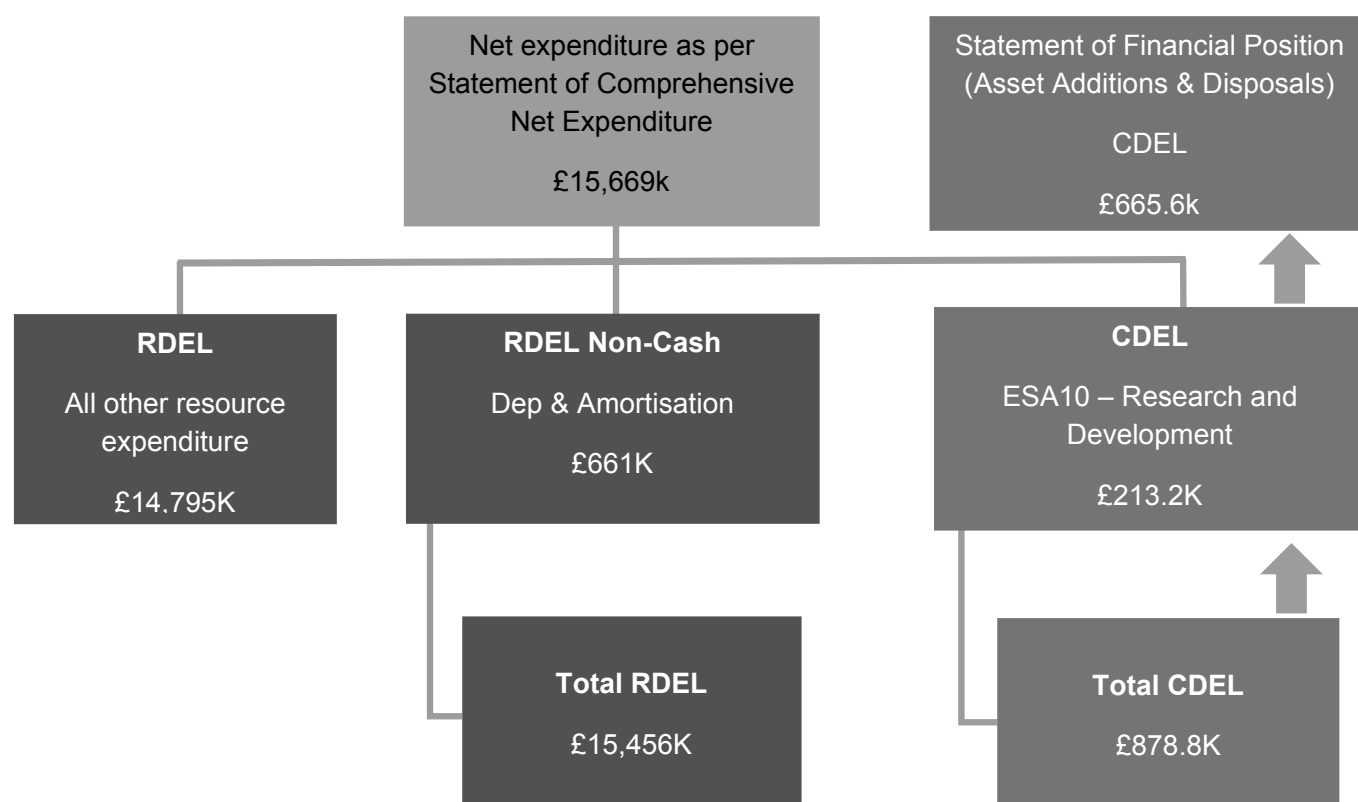 Net expenditure as per
Statement of Comprehensive
Net Expenditure
£15,669k
Statement of Financial Position
(Asset Additions & Disposals)
CDEL
£665.6k
RDEL
All other resource
expenditure
£14,795K
RDEL Non-Cash
Dep & Amortisation
£661K
CDEL
ESA10 – Research and
Development
£213.2K
Total RDEL
£15,456K
Total CDEL
£878.8K